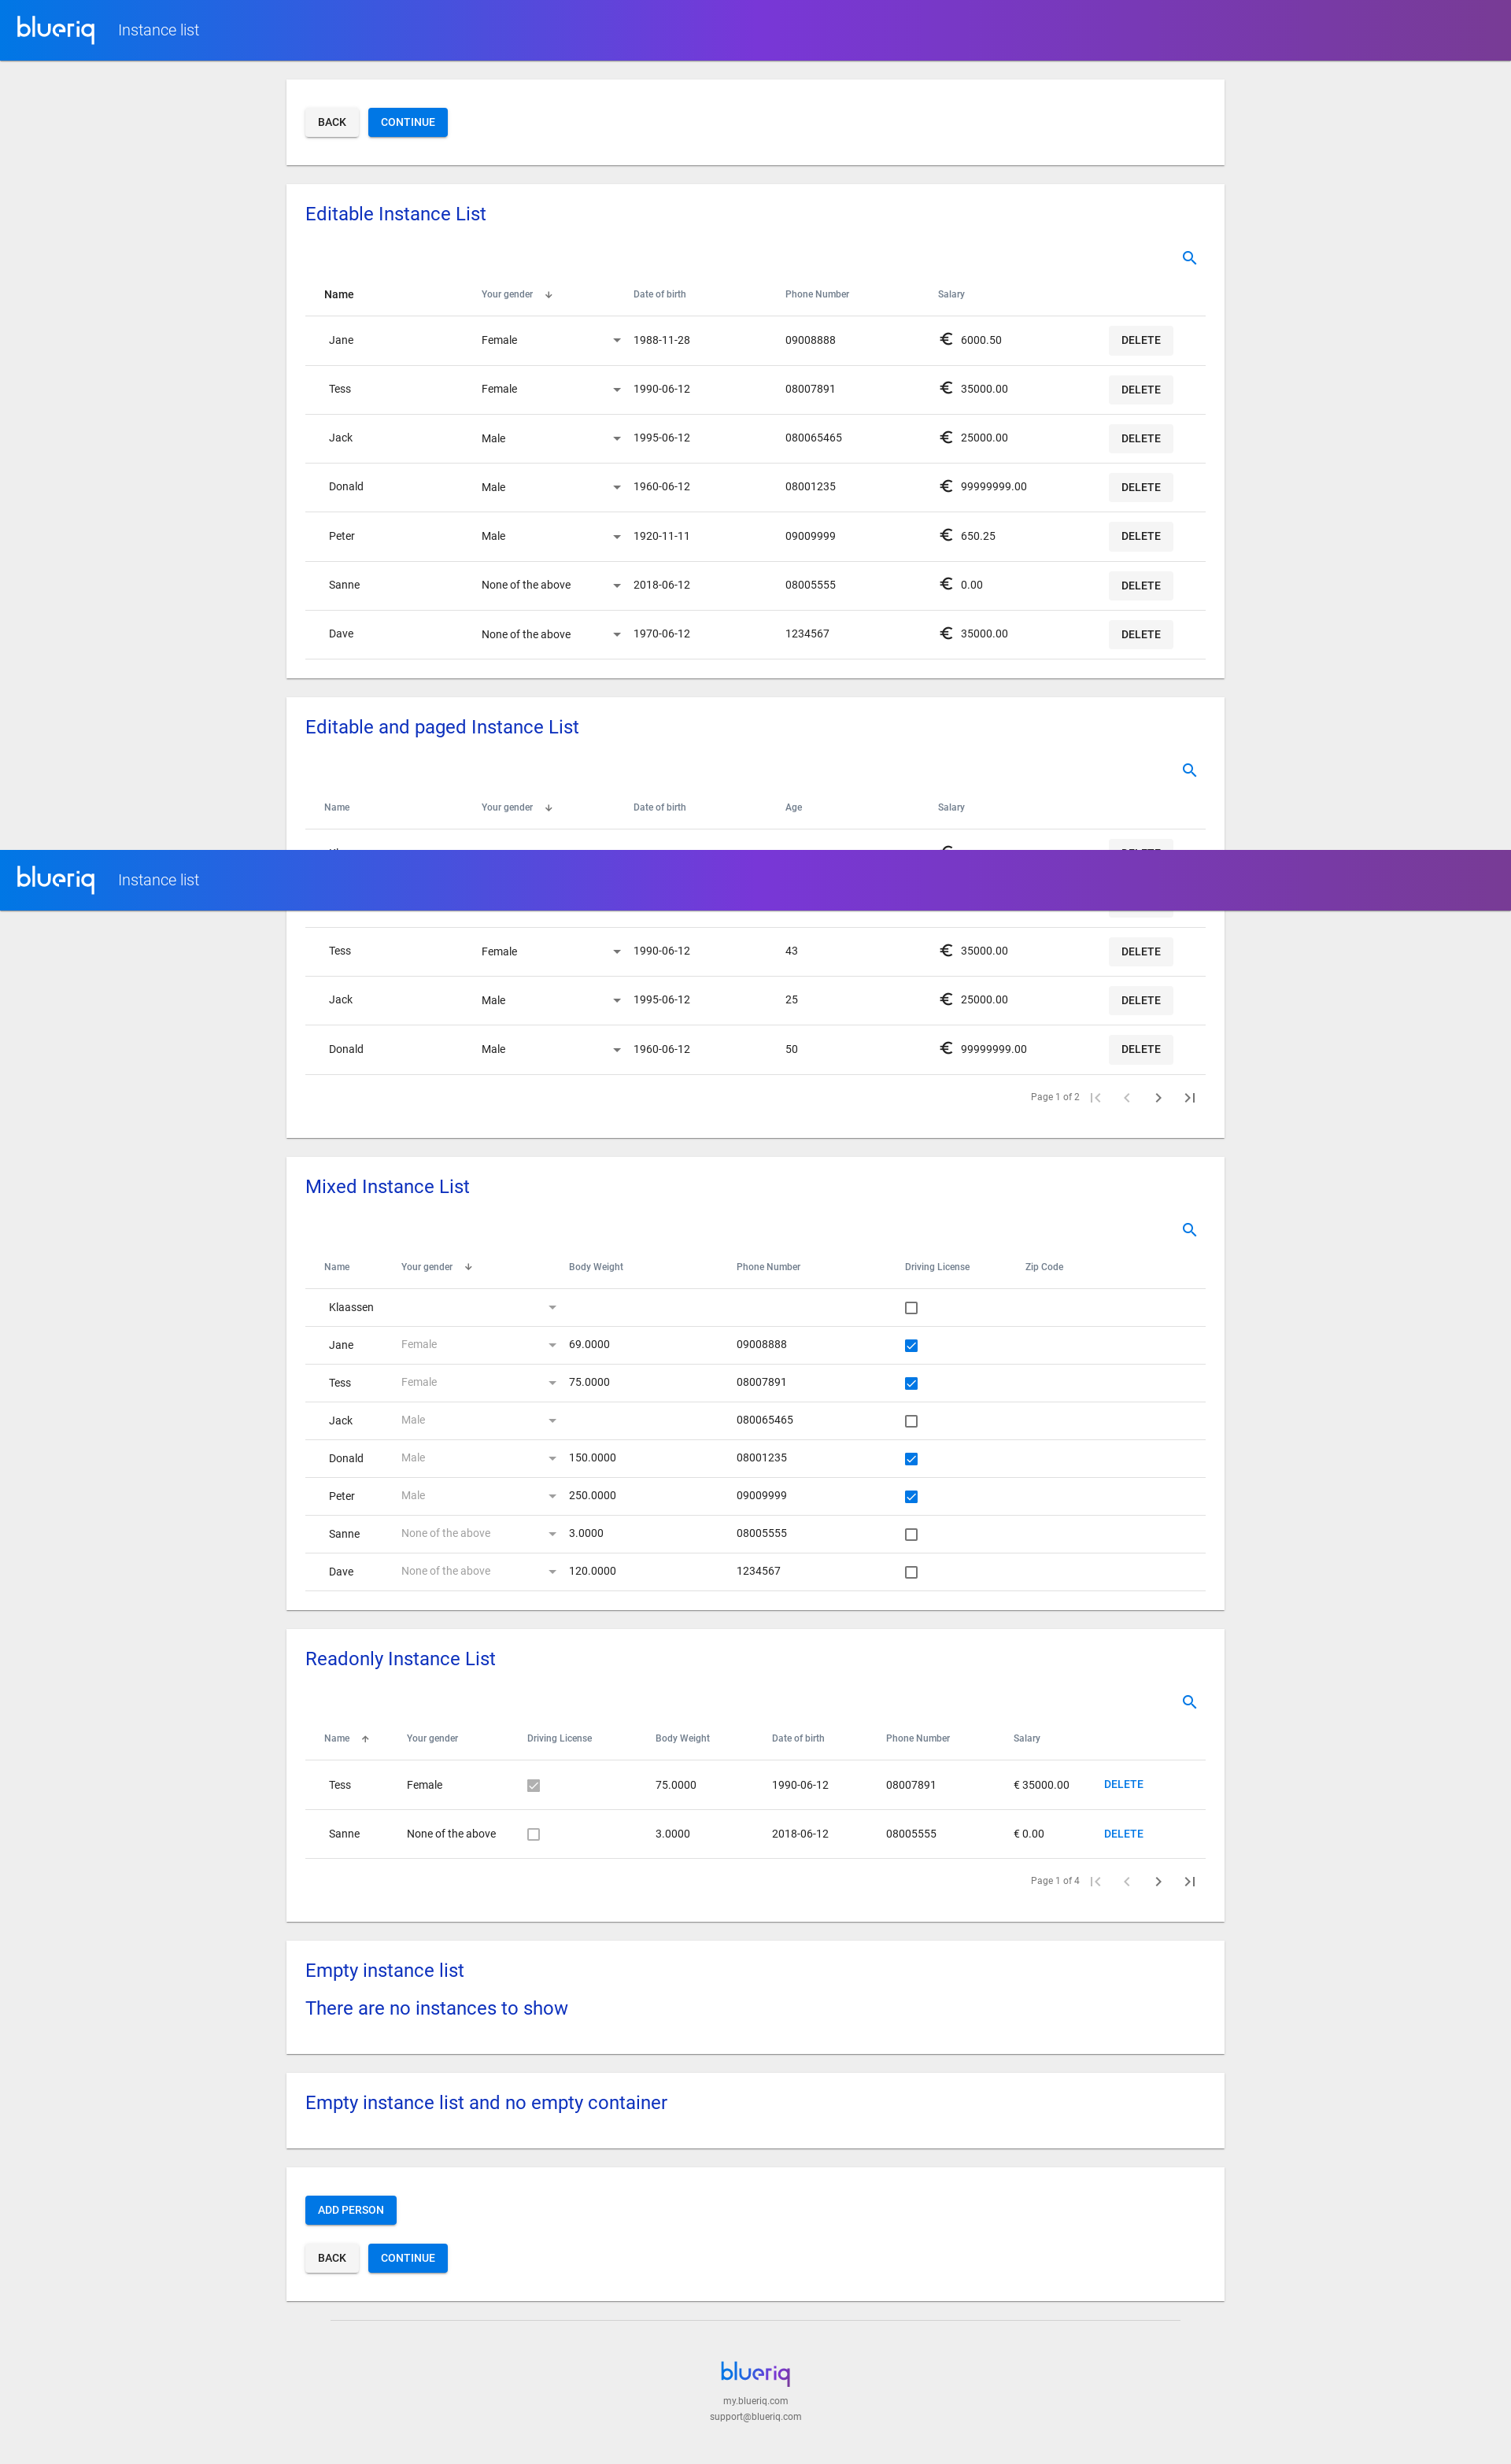 blueriq Instance list
BACK CONTINUE
Editable Instance List
Name Your gender Date of birth Phone Number Salary
Jane Female 1988-11-28 09008888 € 6000.50 DELETE
Tess Female 1990-06-12 08007891 € 35000.00 DELETE
Jack Male 1995-06-12 080065465 € 25000.00 DELETE
Donald Male 1960-06-12 08001235 € 99999999.00 DELETE
Peter Male 1920-11-11 09009999 € 650.25 DELETE
Sanne None of the above 2018-06-12 08005555 € 0.00 DELETE
Dave None of the above 1970-06-12 1234567 € 35000.00 DELETE
Editable and paged Instance List
Name Your gender Date of birth Age Salary
blueriq Instance list
Tess Female 1990-06-12 43 € 35000.00 DELETE
Jack Male 1995-06-12 25 € 25000.00 DELETE
Donald Male 1960-06-12 50 € 99999999.00 DELETE
Page 1 of 2
Mixed Instance List
Name Your gender Body Weight Phone Number Driving License Zip Code
Klaassen
Jane Female 69.0000 09008888
Tess Female 75.0000 08007891
Jack Male 080065465
Donald Male 150.0000 08001235
Peter Male 250.0000 09009999
Sanne None of the above 3.0000 08005555
Dave None of the above 120.0000 1234567
Readonly Instance List
Name Your gender Driving License Body Weight Date of birth Phone Number Salary
Tess Female 75.0000 1990-06-12 08007891 € 35000.00 DELETE
Sanne None of the above 3.0000 2018-06-12 08005555 € 0.00 DELETE
Page 1 of 4
Empty instance list
There are no instances to show
Empty instance list and no empty container
ADD PERSON
BACK CONTINUE
blueriq
my.blueriq.com
support@blueriq.com